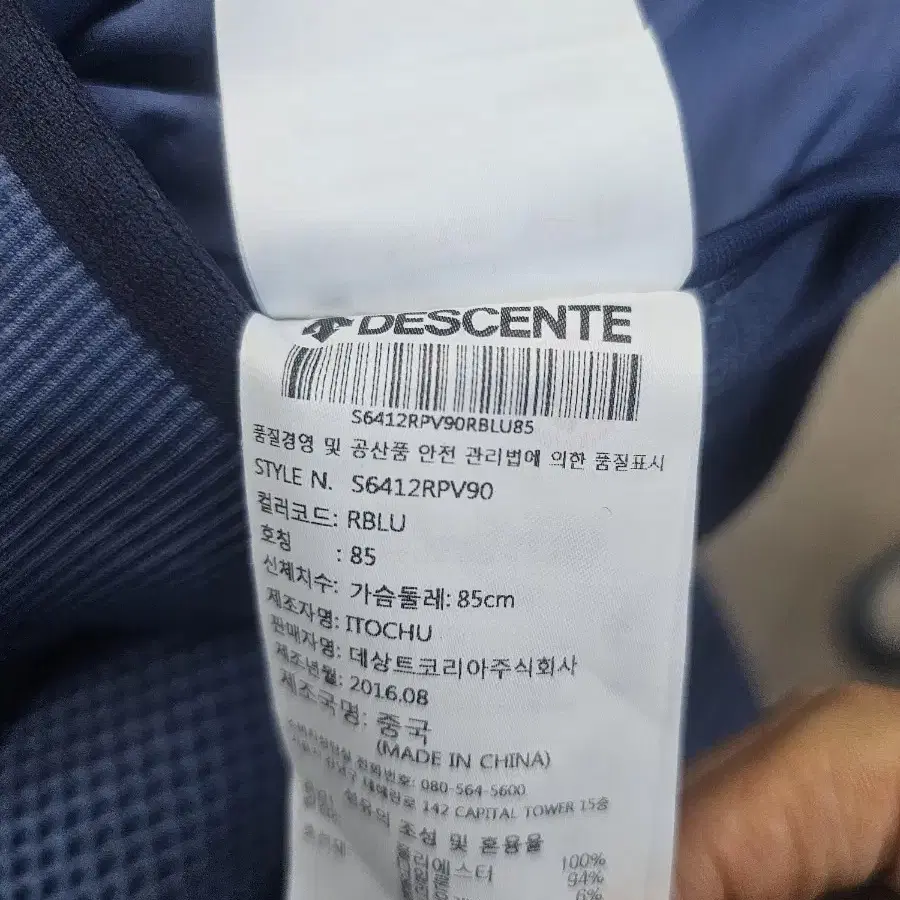 DESCENTE
S6412RPV90RBLU85
품질경영 및 공산품 안전 관리법에 의한 품질표시
STYLE N. S6412RPV90
컬러코드: RBLU
호칭 : 85
신체치수: 가슴둘레: 85cm
제조자명: ITOCHU
판매자명: 데상트코리아주식회사
제조년월: 2016.08
제조국명: 중국
(MADE IN CHINA)
전화번호: 080-564-5600
142 CAPITAL TOWER 15층
조성 및 혼용율
폴리에스터 100%
94%
6%